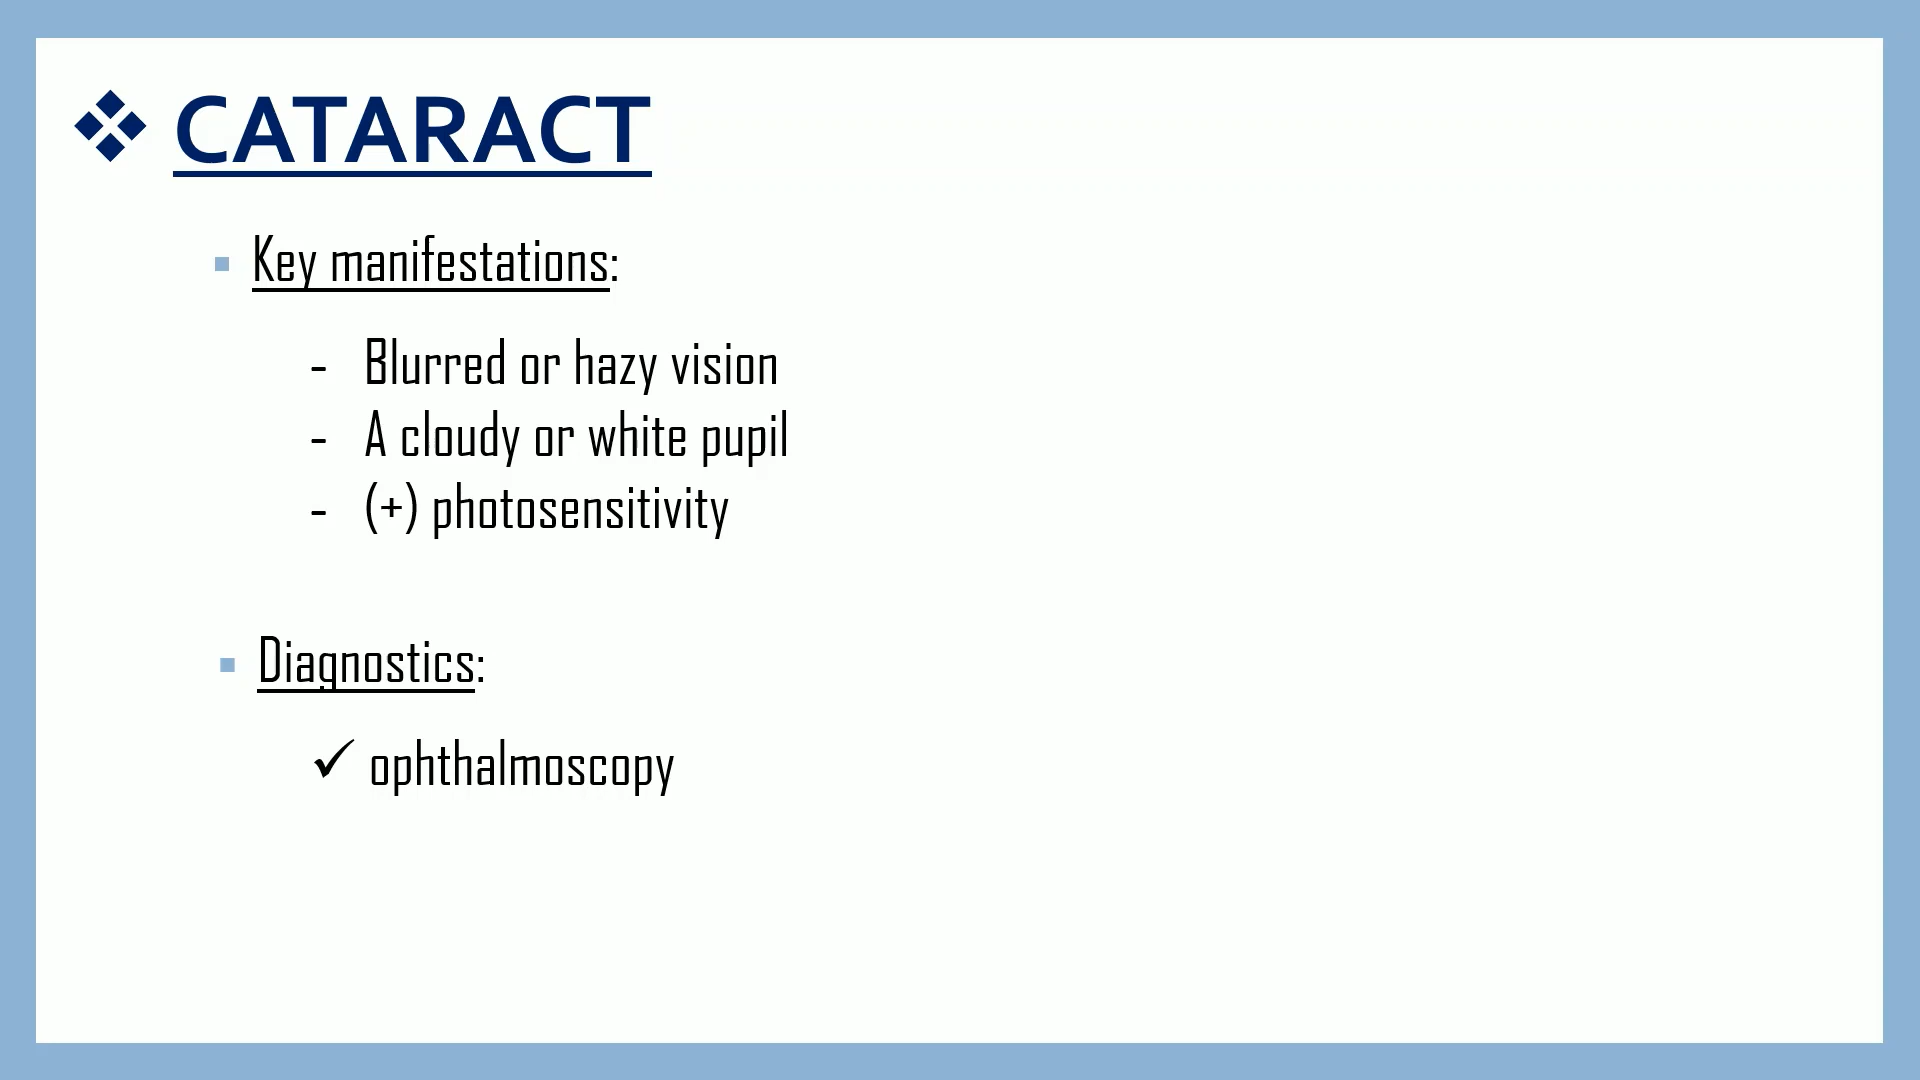 ❖ CATARACT
▪ Key manifestations:
- Blurred or hazy vision
- A cloudy or white pupil
- (+) photosensitivity
▪ Diagnostics:
✓ ophthalmoscopy